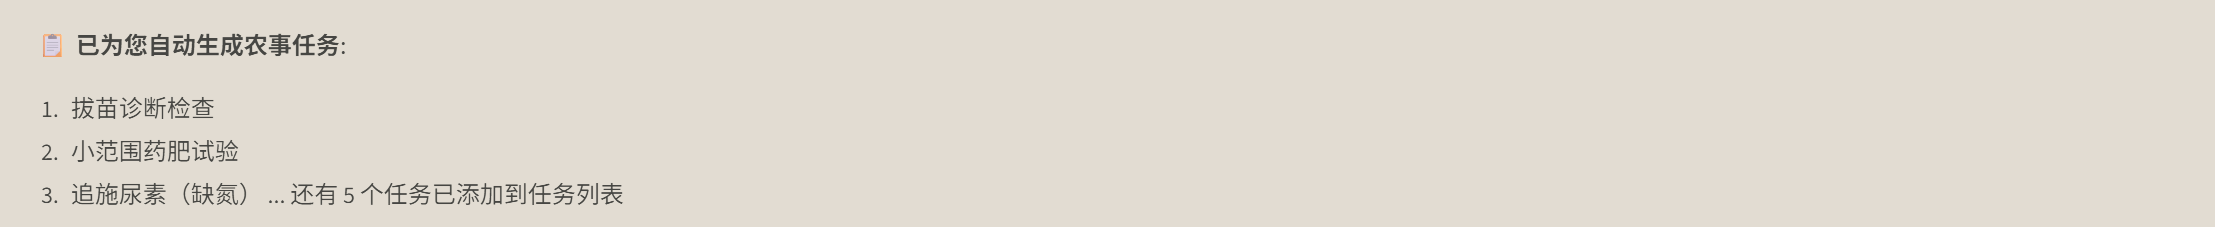 📋 已为您自动生成农事任务:
1. 拔苗诊断检查
2. 小范围药肥试验
3. 追施尿素（缺氮） ... 还有 5 个任务已添加到任务列表